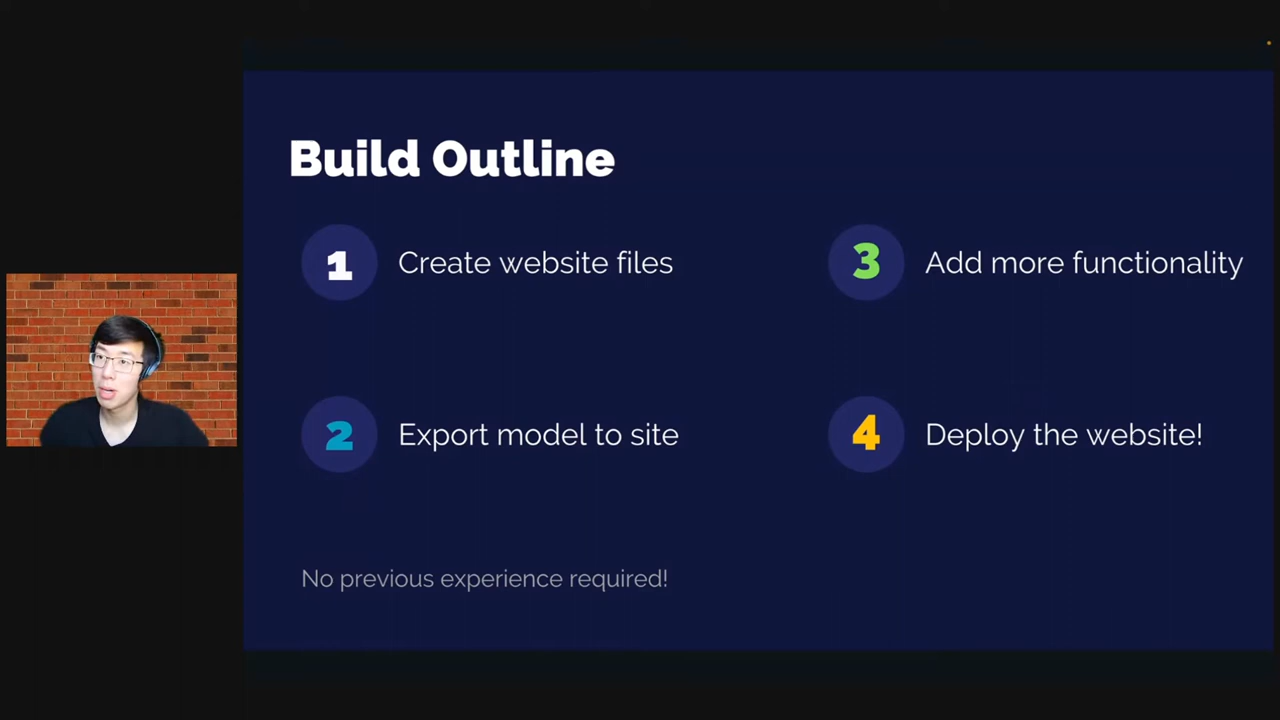 Build Outline
1 Create website files
2 Export model to site
3 Add more functionality
4 Deploy the website!
No previous experience required!